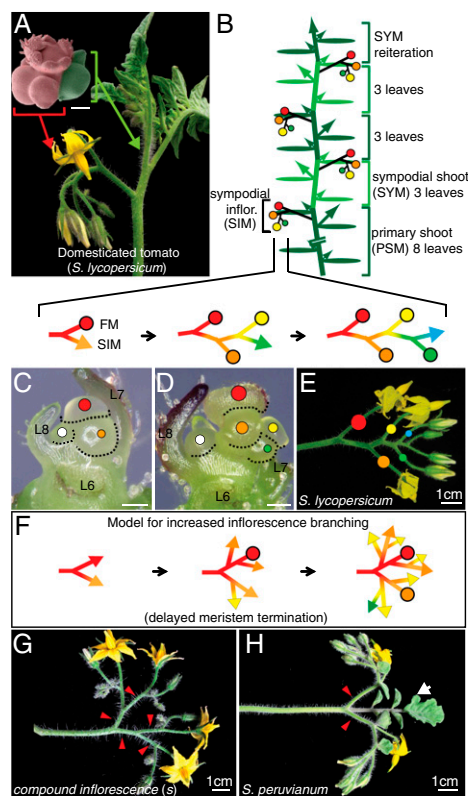 A
B
SYM
reiteration
3 leaves
3 leaves
sympodial shoot
(SYM) 3 leaves
sympodial
inflor.
(SIM)
primary shoot
(PSM) 8 leaves
Domesticated tomato
(S. lycopersicum)
FM
SIM
C
L7
L8
L6
D
L8
L7
L6
E
S. lycopersicum
1cm
F
Model for increased inflorescence branching
(delayed meristem termination)
G
compound inflorescence (s)
1cm
H
S. peruvianum
1cm